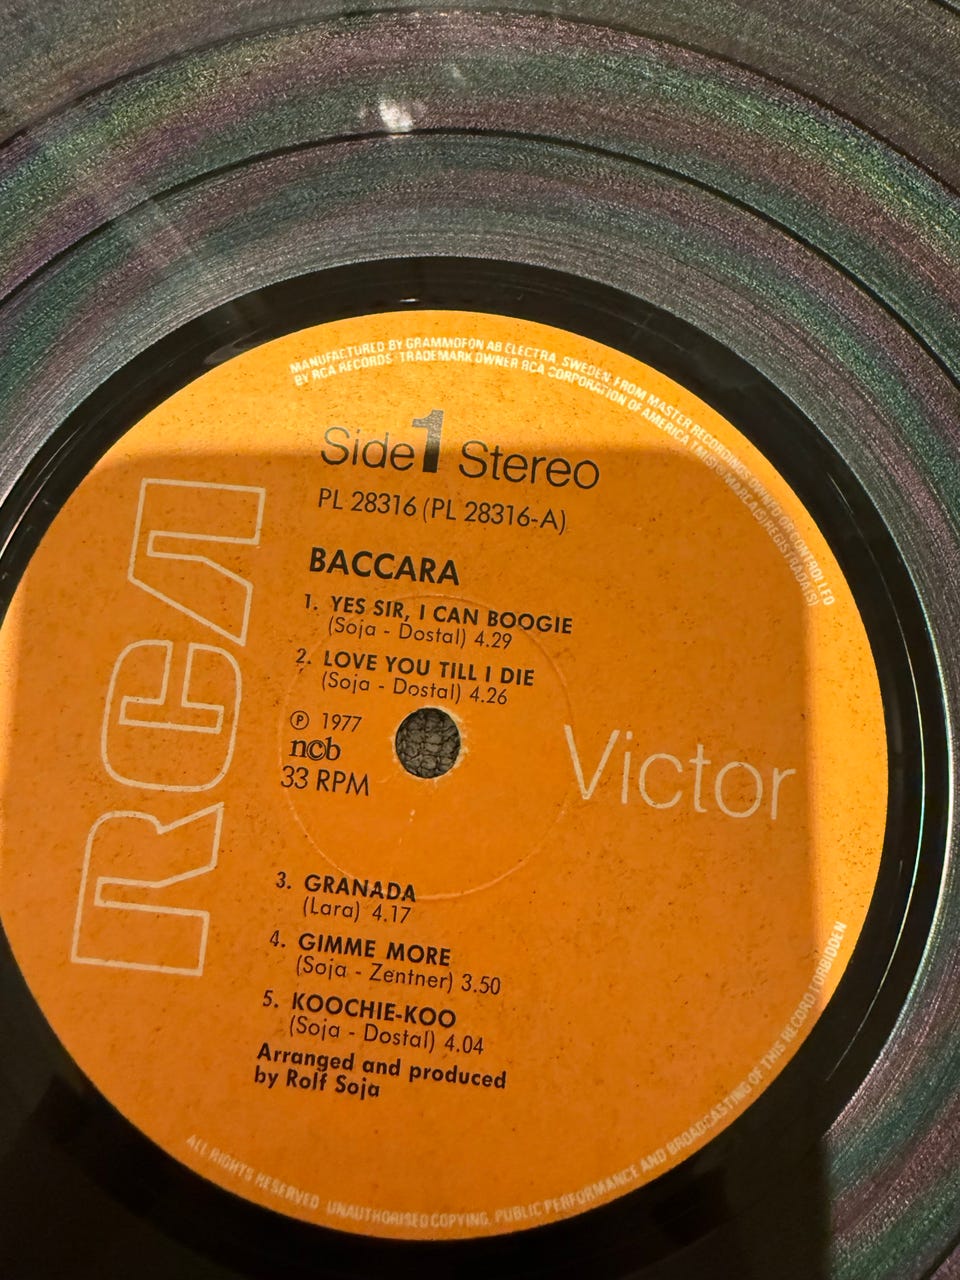 MANUFACTURED BY GRAMMOFON AB ELECTRA, SWEDEN FROM MASTER RECORDINGS OWNED OR CONTROLLED
BY RCA RECORDS TRADEMARK OWNER RCA CORPORATION OF AMERICA (TM(S)® MARCA(S) REGISTRADA(S)
Side 1 Stereo
PL 28316 (PL 28316-A)
RCA
BACCARA
1. YES SIR, I CAN BOOGIE
(Soja - Dostal) 4.29
2. LOVE YOU TILL I DIE
(Soja - Dostal) 4.26
℗ 1977
ncb
33 RPM
Victor
3. GRANADA
(Lara) 4.17
4. GIMME MORE
(Soja - Zentner) 3.50
5. KOOCHIE-KOO
(Soja - Dostal) 4.04
Arranged and produced
by Rolf Soja
ALL RIGHTS RESERVED. UNAUTHORISED COPYING, PUBLIC PERFORMANCE AND BROADCASTING OF THIS RECORD FORBIDDEN